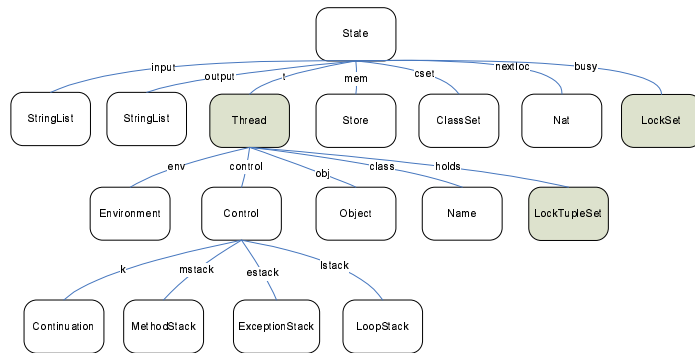 State
input
output
t
mem
cset
nextloc
busy
StringList
StringList
Thread
Store
ClassSet
Nat
LockSet
env
control
obj
class
holds
Environment
Control
Object
Name
LockTupleSet
k
mstack
estack
lstack
Continuation
MethodStack
ExceptionStack
LoopStack